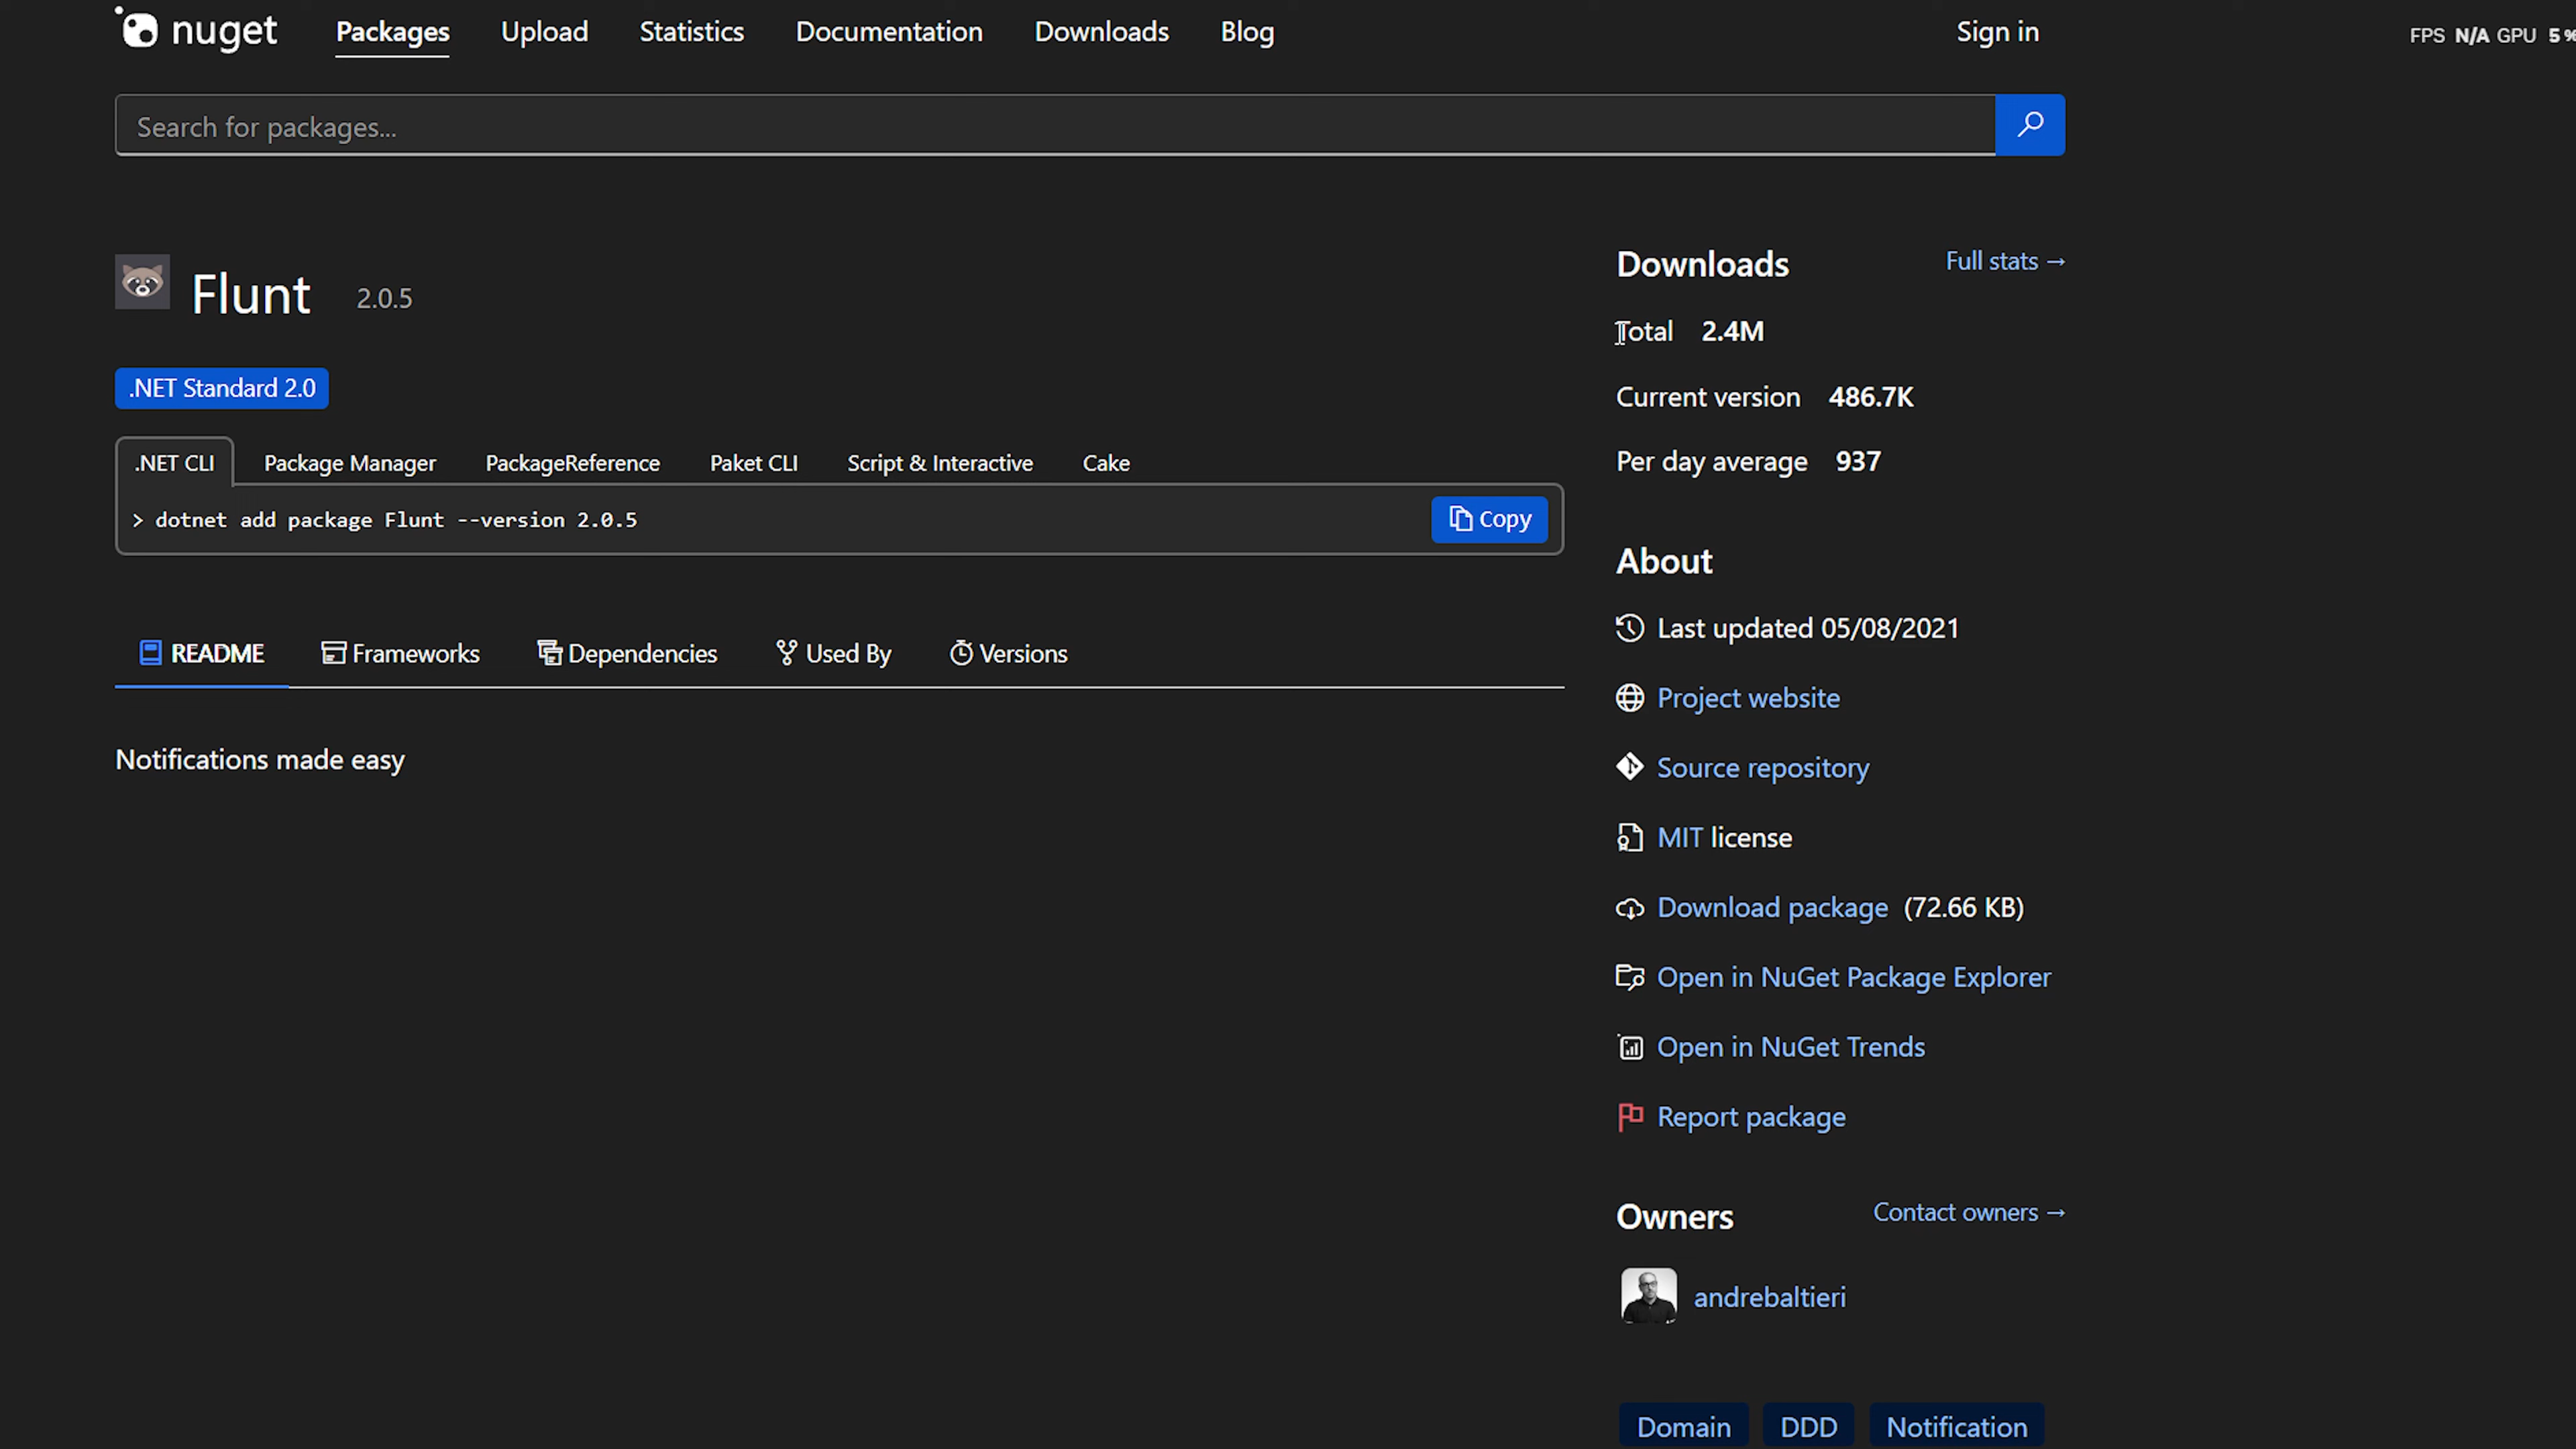 nuget Packages Upload Statistics Documentation Downloads Blog Sign in
FPS N/A GPU 5 %
Search for packages...
Flunt 2.0.5
.NET Standard 2.0
.NET CLI Package Manager PackageReference Paket CLI Script & Interactive Cake
> dotnet add package Flunt --version 2.0.5
Copy
README Frameworks Dependencies Used By Versions
Notifications made easy
Downloads Full stats →
Total 2.4M
Current version 486.7K
Per day average 937
About
Last updated 05/08/2021
Project website
Source repository
MIT license
Download package (72.66 KB)
Open in NuGet Package Explorer
Open in NuGet Trends
Report package
Owners Contact owners →
andrebaltieri
Domain DDD Notification